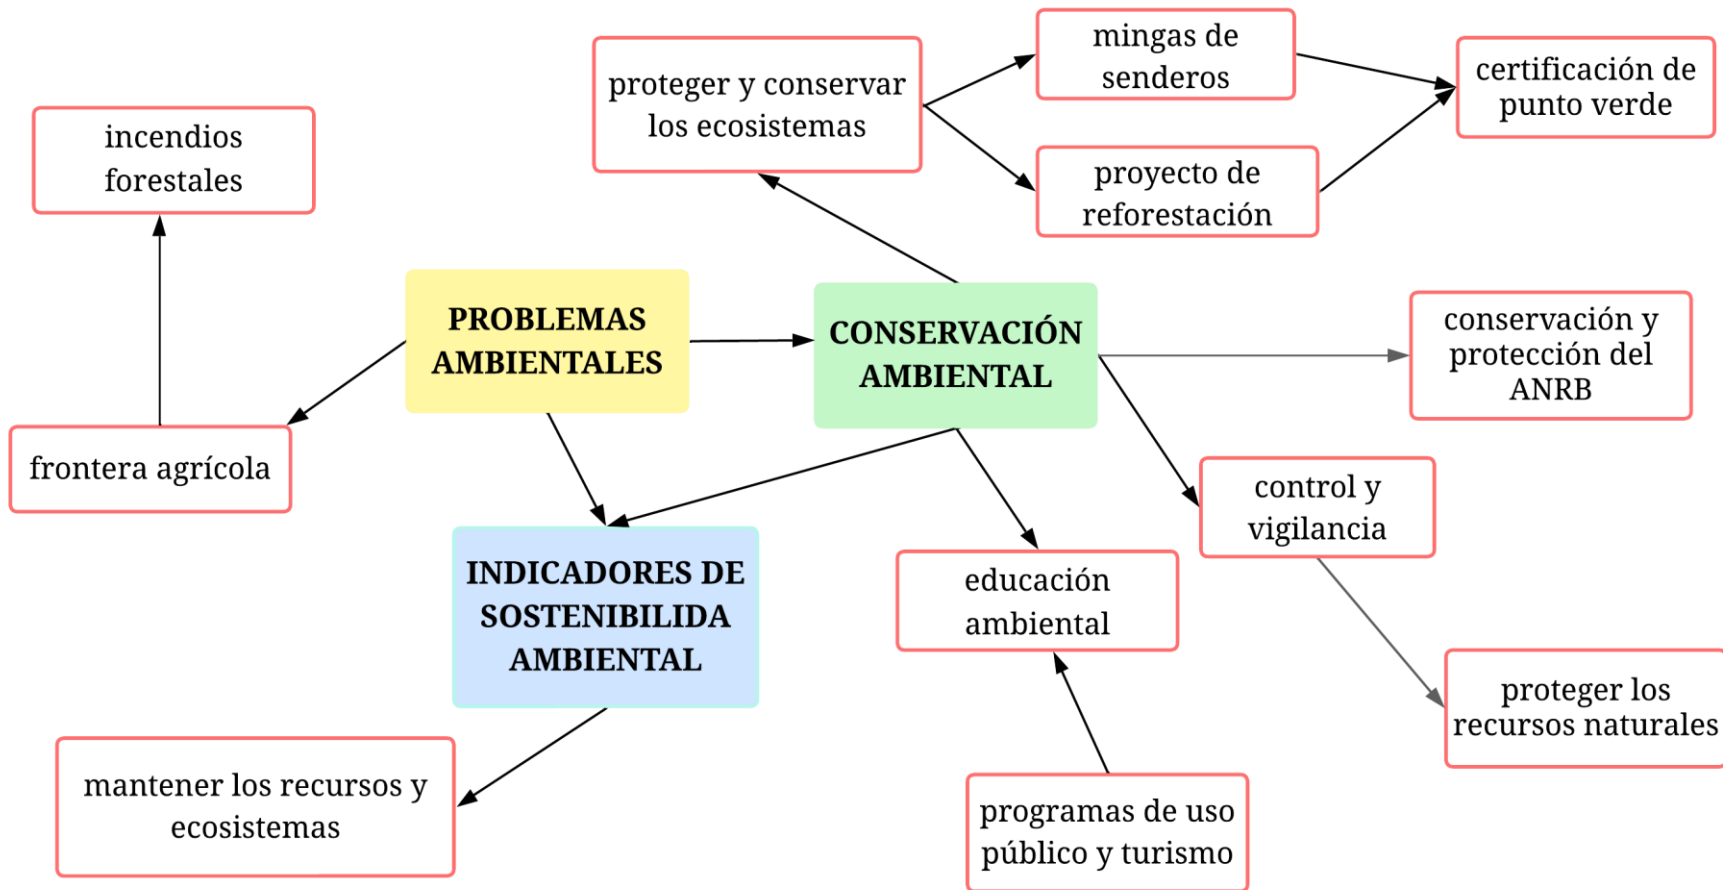 mingas de
senderos
certificación de
punto verde
proteger y conservar
los ecosistemas
incendios
forestales
proyecto de
reforestación
PROBLEMAS
AMBIENTALES
CONSERVACIÓN
AMBIENTAL
conservación y
protección del
ANRB
frontera agrícola
control y
vigilancia
INDICADORES DE
SOSTENIBILIDA
AMBIENTAL
educación
ambiental
proteger los
recursos naturales
mantener los recursos y
ecosistemas
programas de uso
público y turismo